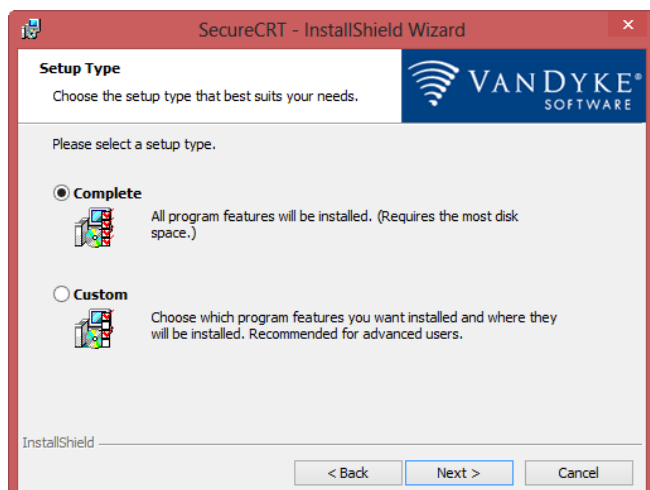 SecureCRT - InstallShield Wizard
Setup Type
Choose the setup type that best suits your needs.
VANDYKE®
SOFTWARE
Please select a setup type.
Complete
All program features will be installed. (Requires the most disk
space.)
Custom
Choose which program features you want installed and where they
will be installed. Recommended for advanced users.
InstallShield
< Back
Next >
Cancel